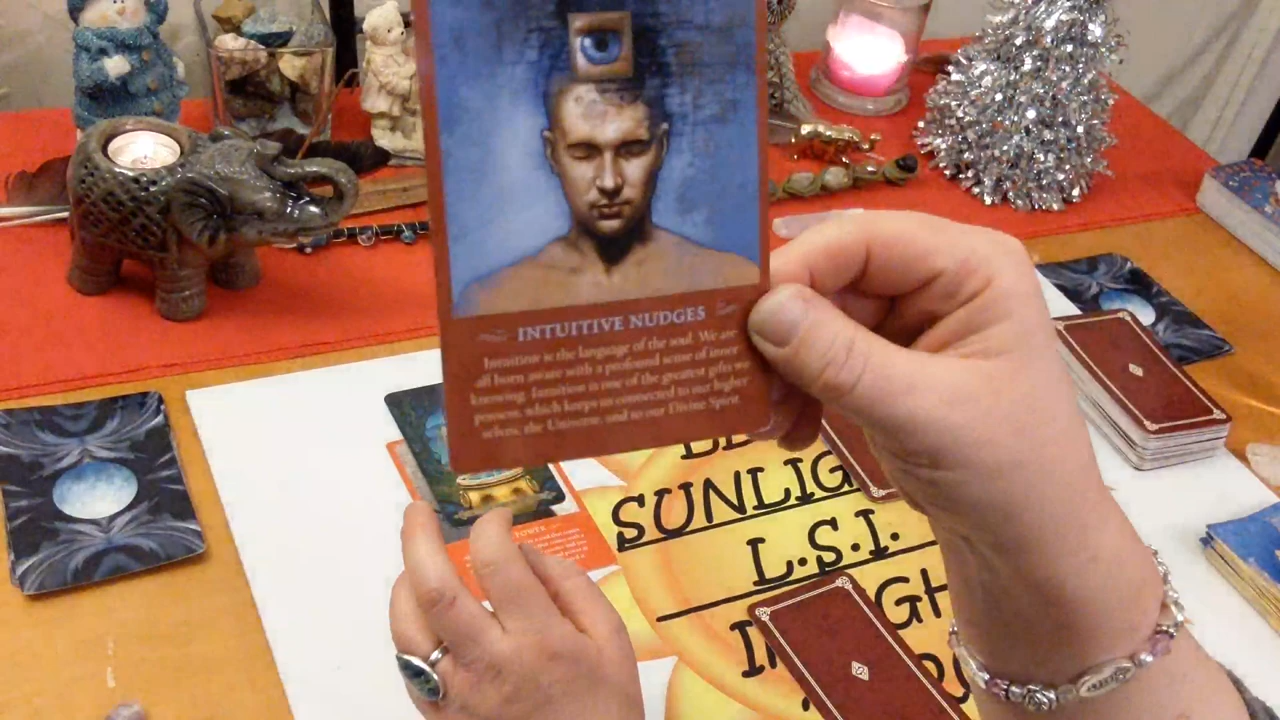 INTUITIVE NUDGES
Intuition is the language of the soul. We are
all born aware with a profound sense of inner
knowing. Intuition is one of the greatest gifts we
possess, which keeps us connected to our higher
selves, the Universe, and to our Divine Spirit.
POWER
SUNLIG
L.S.I.
GH